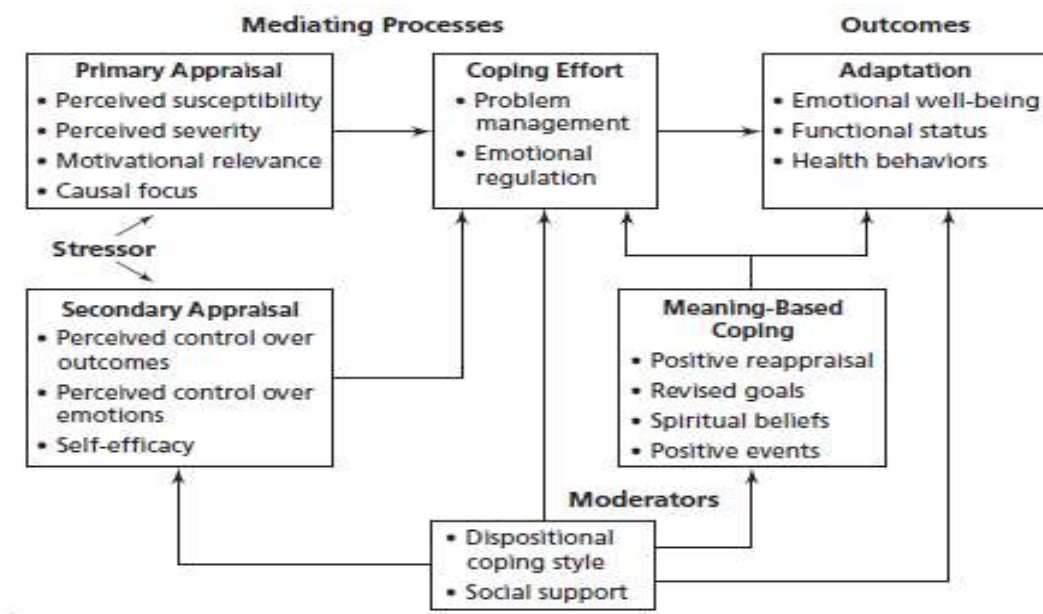 Mediating Processes
Outcomes
Primary Appraisal
• Perceived susceptibility
• Perceived severity
• Motivational relevance
• Causal focus
Coping Effort
• Problem
management
• Emotional
regulation
Adaptation
• Emotional well-being
• Functional status
• Health behaviors
Stressor
Secondary Appraisal
• Perceived control over
outcomes
• Perceived control over
emotions
• Self-efficacy
Meaning-Based
Coping
• Positive reappraisal
• Revised goals
• Spiritual beliefs
• Positive events
Moderators
• Dispositional
coping style
• Social support